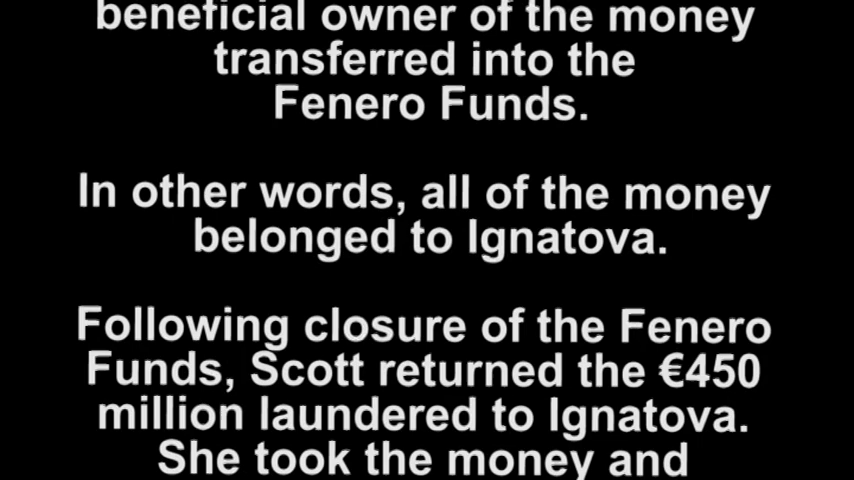 beneficial owner of the money
transferred into the
Fenero Funds.
In other words, all of the money
belonged to Ignatova.
Following closure of the Fenero
Funds, Scott returned the €450
million laundered to Ignatova.
She took the money and